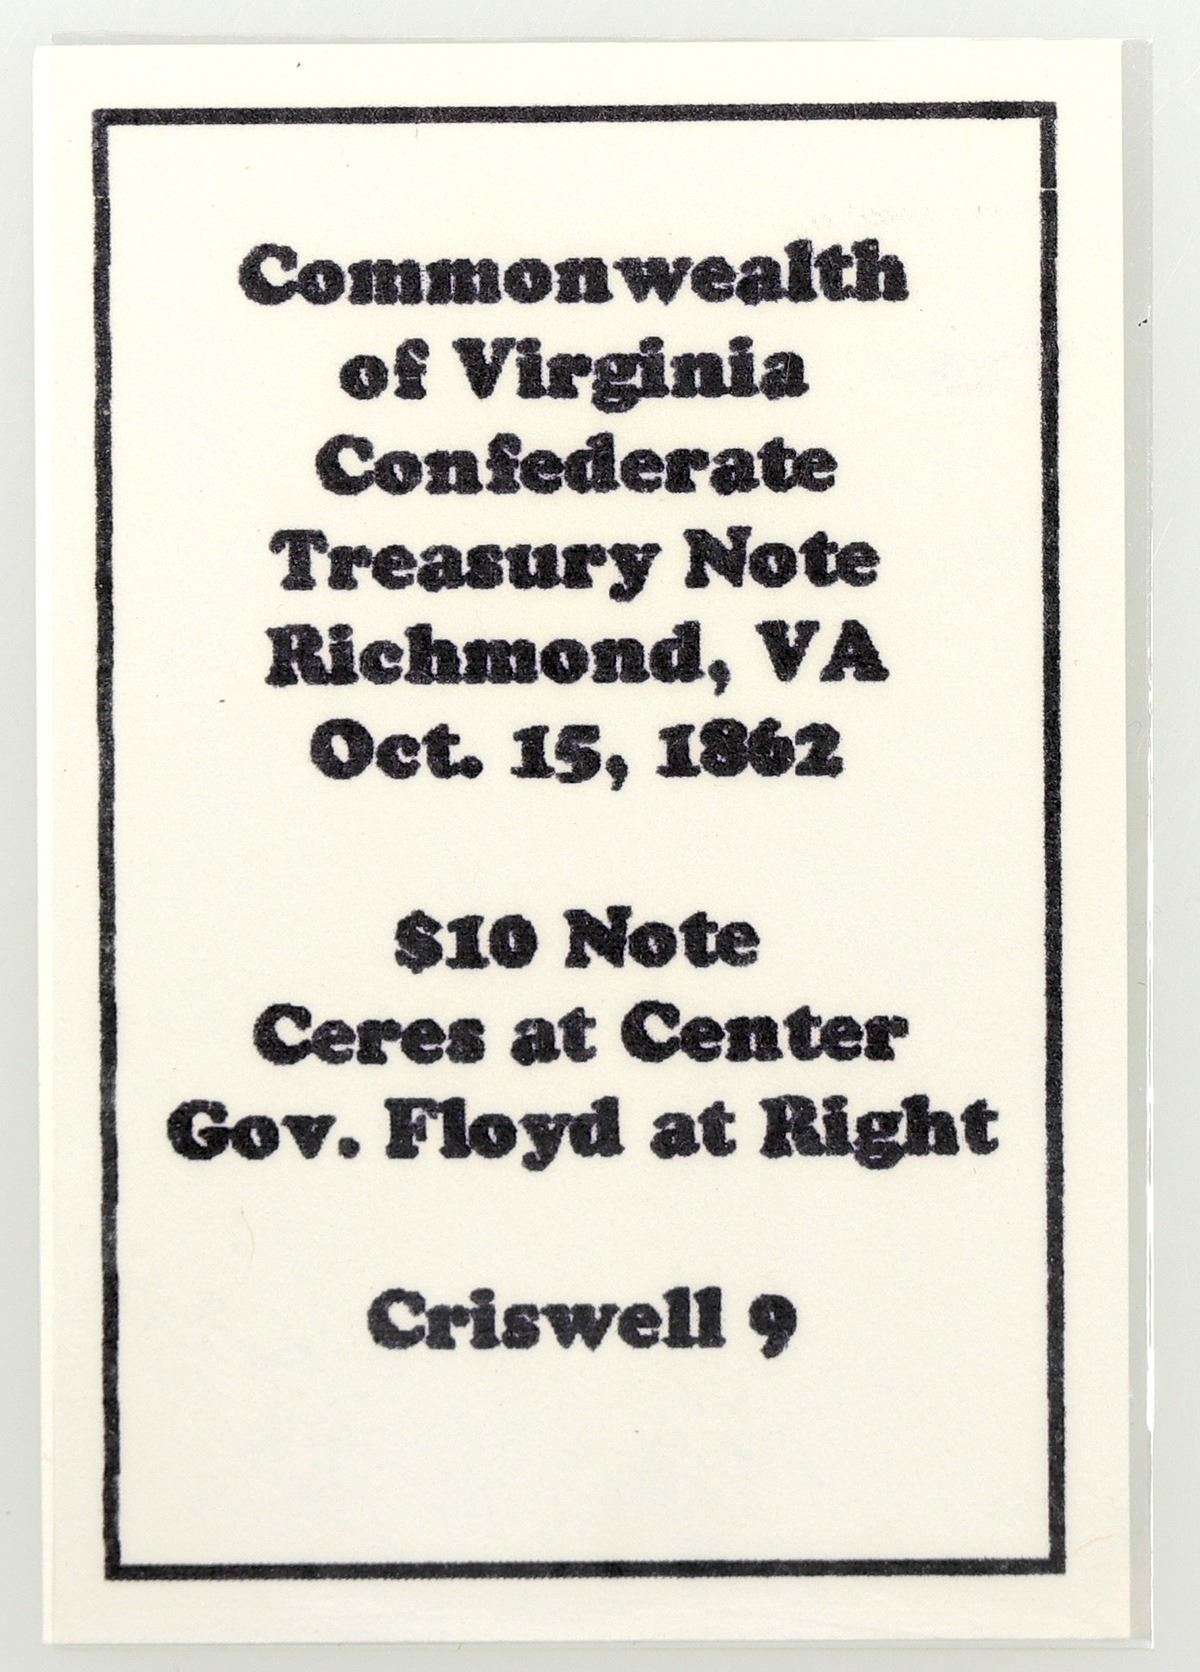 Commonwealth
of Virginia
Confederate
Treasury Note
Richmond, VA
Oct. 15, 1862
$10 Note
Ceres at Center
Gov. Floyd at Right
Criswell 9